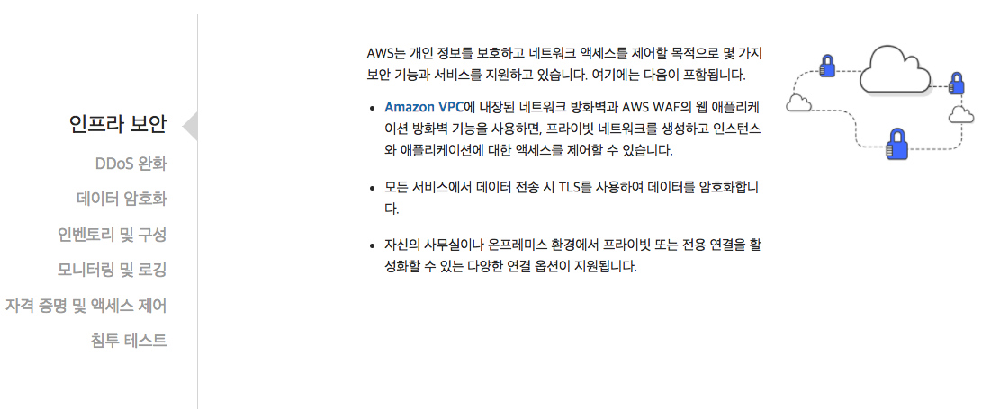 인프라 보안
DDoS 완화
데이터 암호화
인벤토리 및 구성
모니터링 및 로깅
자격 증명 및 액세스 제어
침투 테스트
AWS는 개인 정보를 보호하고 네트워크 액세스를 제어할 목적으로 몇 가지
보안 기능과 서비스를 지원하고 있습니다. 여기에는 다음이 포함됩니다.
• Amazon VPC에 내장된 네트워크 방화벽과 AWS WAF의 웹 애플리케
이션 방화벽 기능을 사용하면, 프라이빗 네트워크를 생성하고 인스턴스
와 애플리케이션에 대한 액세스를 제어할 수 있습니다.
• 모든 서비스에서 데이터 전송 시 TLS를 사용하여 데이터를 암호화합니
다.
• 자신의 사무실이나 온프레미스 환경에서 프라이빗 또는 전용 연결을 활
성화할 수 있는 다양한 연결 옵션이 지원됩니다.